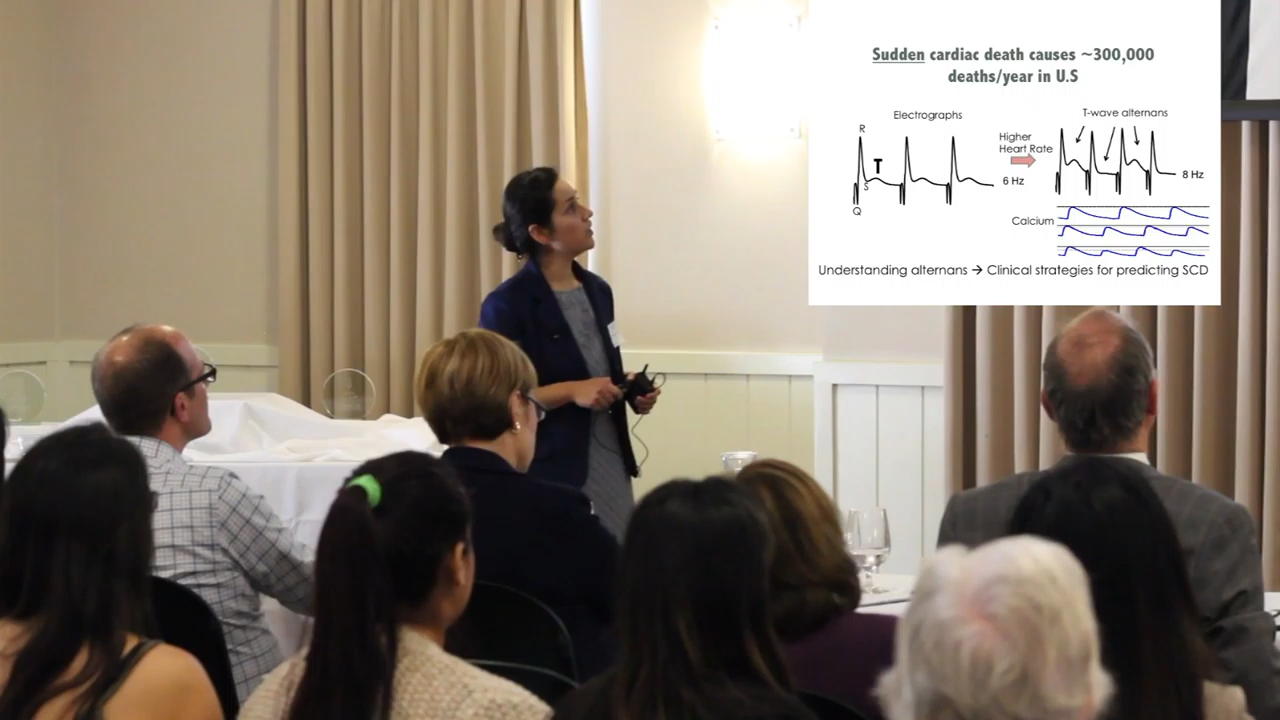 Sudden cardiac death causes ~300,000
deaths/year in U.S
Electrographs
T-wave alternans
R
Higher
Heart Rate
T
S
6 Hz
8 Hz
Q
Calcium
Understanding alternans → Clinical strategies for predicting SCD